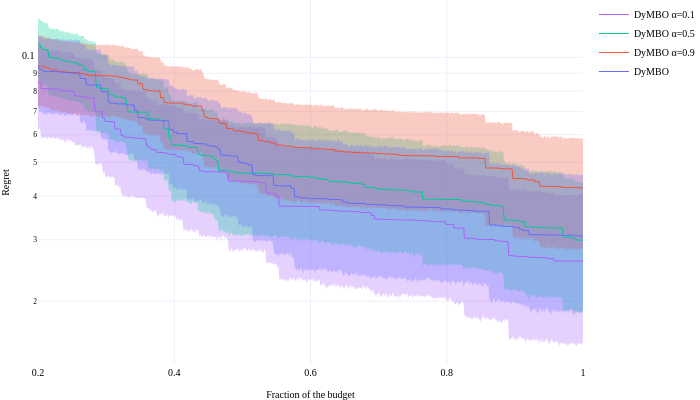 DyMBO α=0.1
DyMBO α=0.5
DyMBO α=0.9
DyMBO
0.1
9
8
7
6
5
4
3
2
Regret
0.2 0.4 0.6 0.8 1
Fraction of the budget